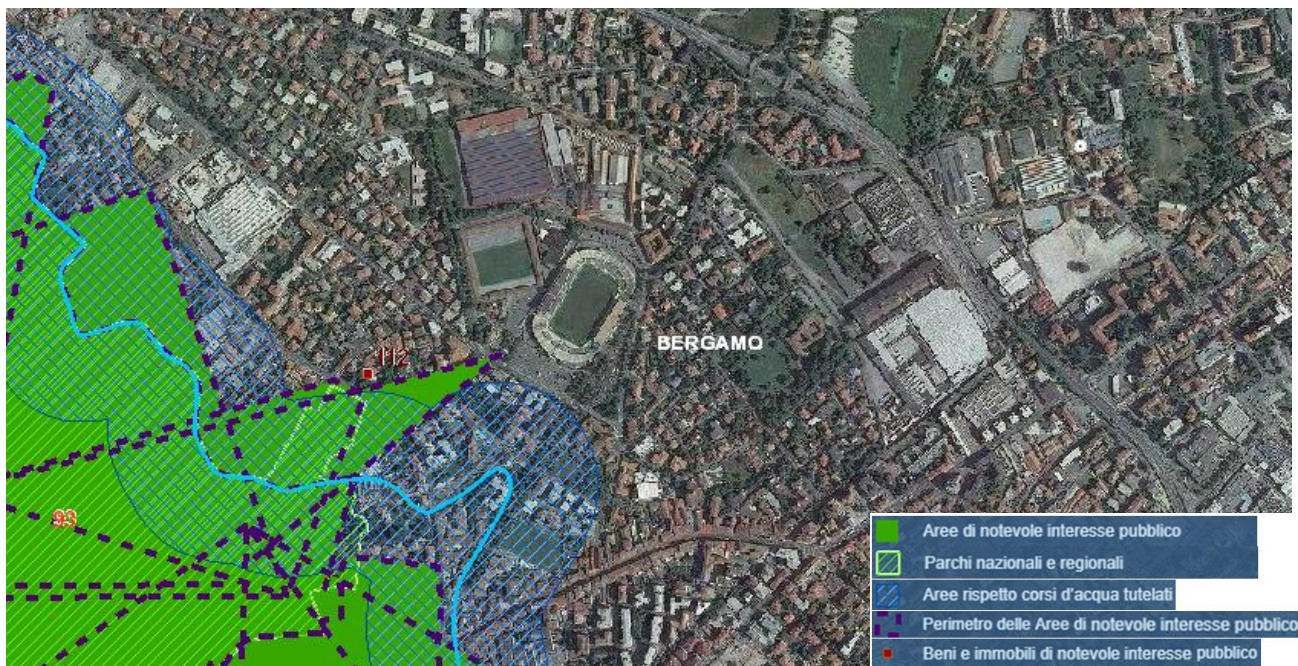 112
BERGAMO
93
Aree di notevole interesse pubblico
Parchi nazionali e regionali
Aree rispetto corsi d'acqua tutelati
Perimetro delle Aree di notevole interesse pubblico
Beni e immobili di notevole interesse pubblico